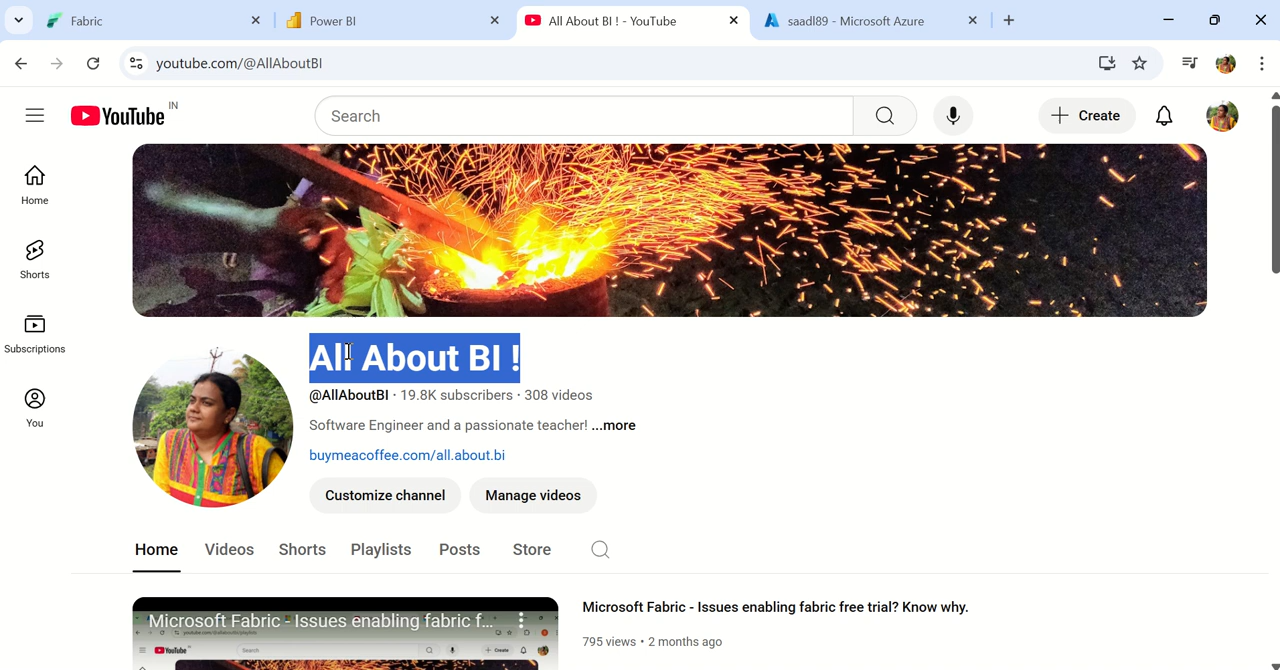 Fabric
Power BI
All About BI ! - YouTube
saadl89 - Microsoft Azure
youtube.com/@AllAboutBI
YouTube IN
Search
Create
Home
Shorts
Subscriptions
You
All About BI !
@AllAboutBI · 19.8K subscribers · 308 videos
Software Engineer and a passionate teacher! ...more
buymeacoffee.com/all.about.bi
Customize channel
Manage videos
Home
Videos
Shorts
Playlists
Posts
Store
Microsoft Fabric - Issues enabling fabric f...
Microsoft Fabric - Issues enabling fabric free trial? Know why.
795 views • 2 months ago
YouTube
Search
Create